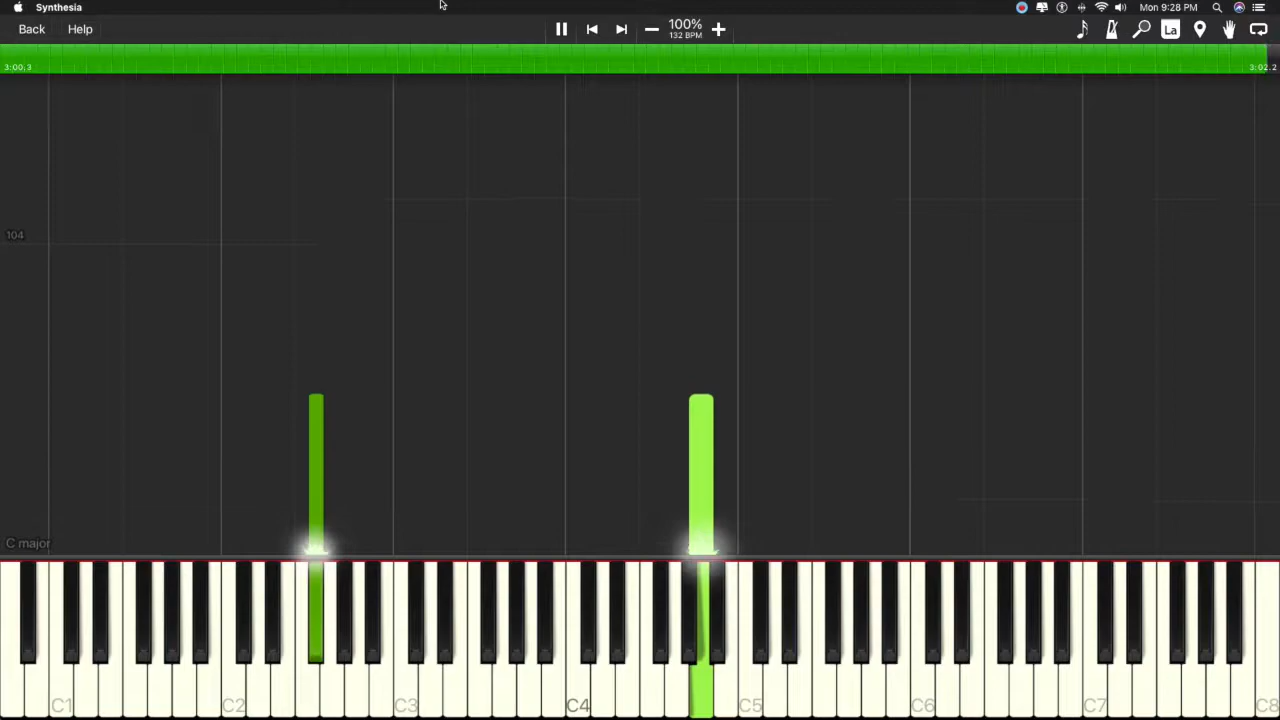 Synthesia
Mon 9:28 PM
Back
Help
100%
132 BPM
La
3:00.3
3:02.2
104
C major
C1
C2
C3
C4
C5
C6
C7
C8